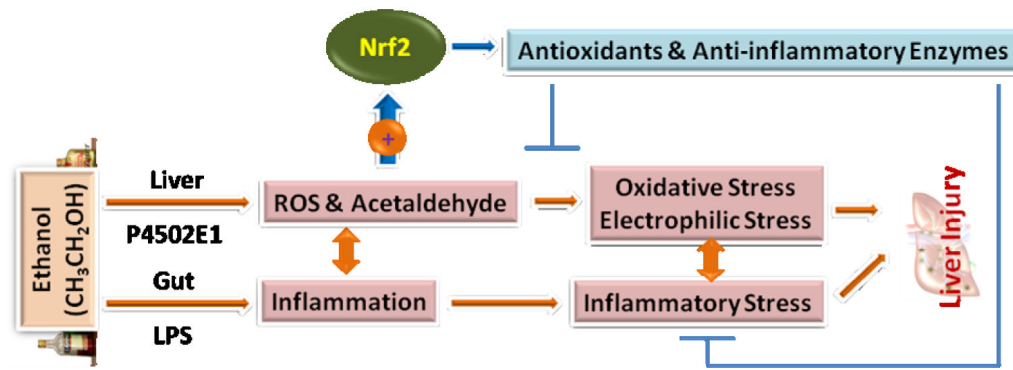 Nrf2
Antioxidants & Anti-inflammatory Enzymes
+
Ethanol
(CH₃CH₂OH)
Liver
P4502E1
Gut
LPS
ROS & Acetaldehyde
Inflammation
Oxidative Stress
Electrophilic Stress
Inflammatory Stress
Liver Injury